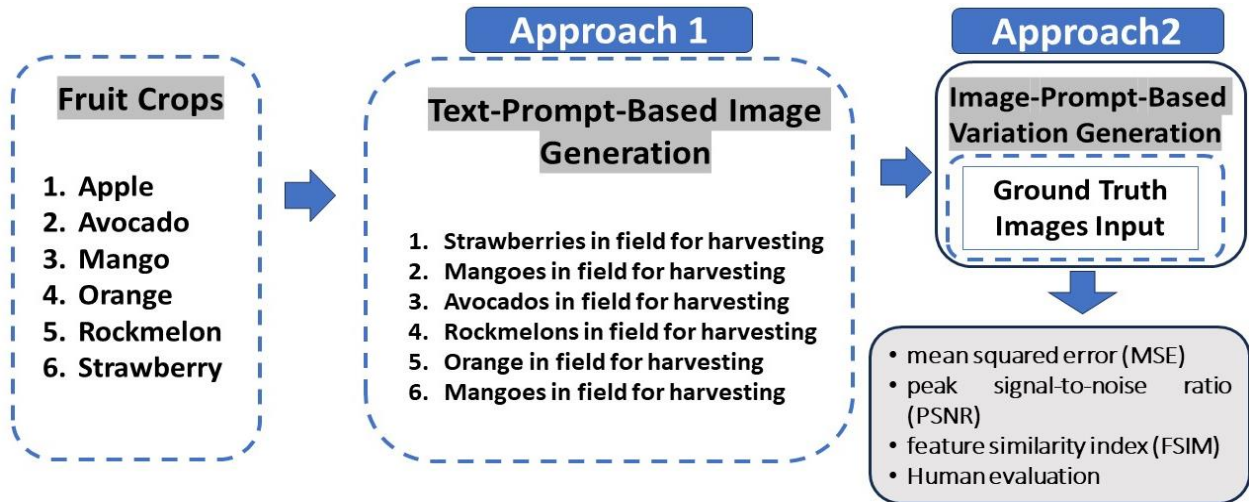 Fruit Crops
1. Apple
2. Avocado
3. Mango
4. Orange
5. Rockmelon
6. Strawberry
Approach 1
Text-Prompt-Based Image
Generation
1. Strawberries in field for harvesting
2. Mangoes in field for harvesting
3. Avocados in field for harvesting
4. Rockmelons in field for harvesting
5. Orange in field for harvesting
6. Mangoes in field for harvesting
Approach2
Image-Prompt-Based
Variation Generation
Ground Truth
Images Input
• mean squared error (MSE)
• peak signal-to-noise ratio
(PSNR)
• feature similarity index (FSIM)
• Human evaluation